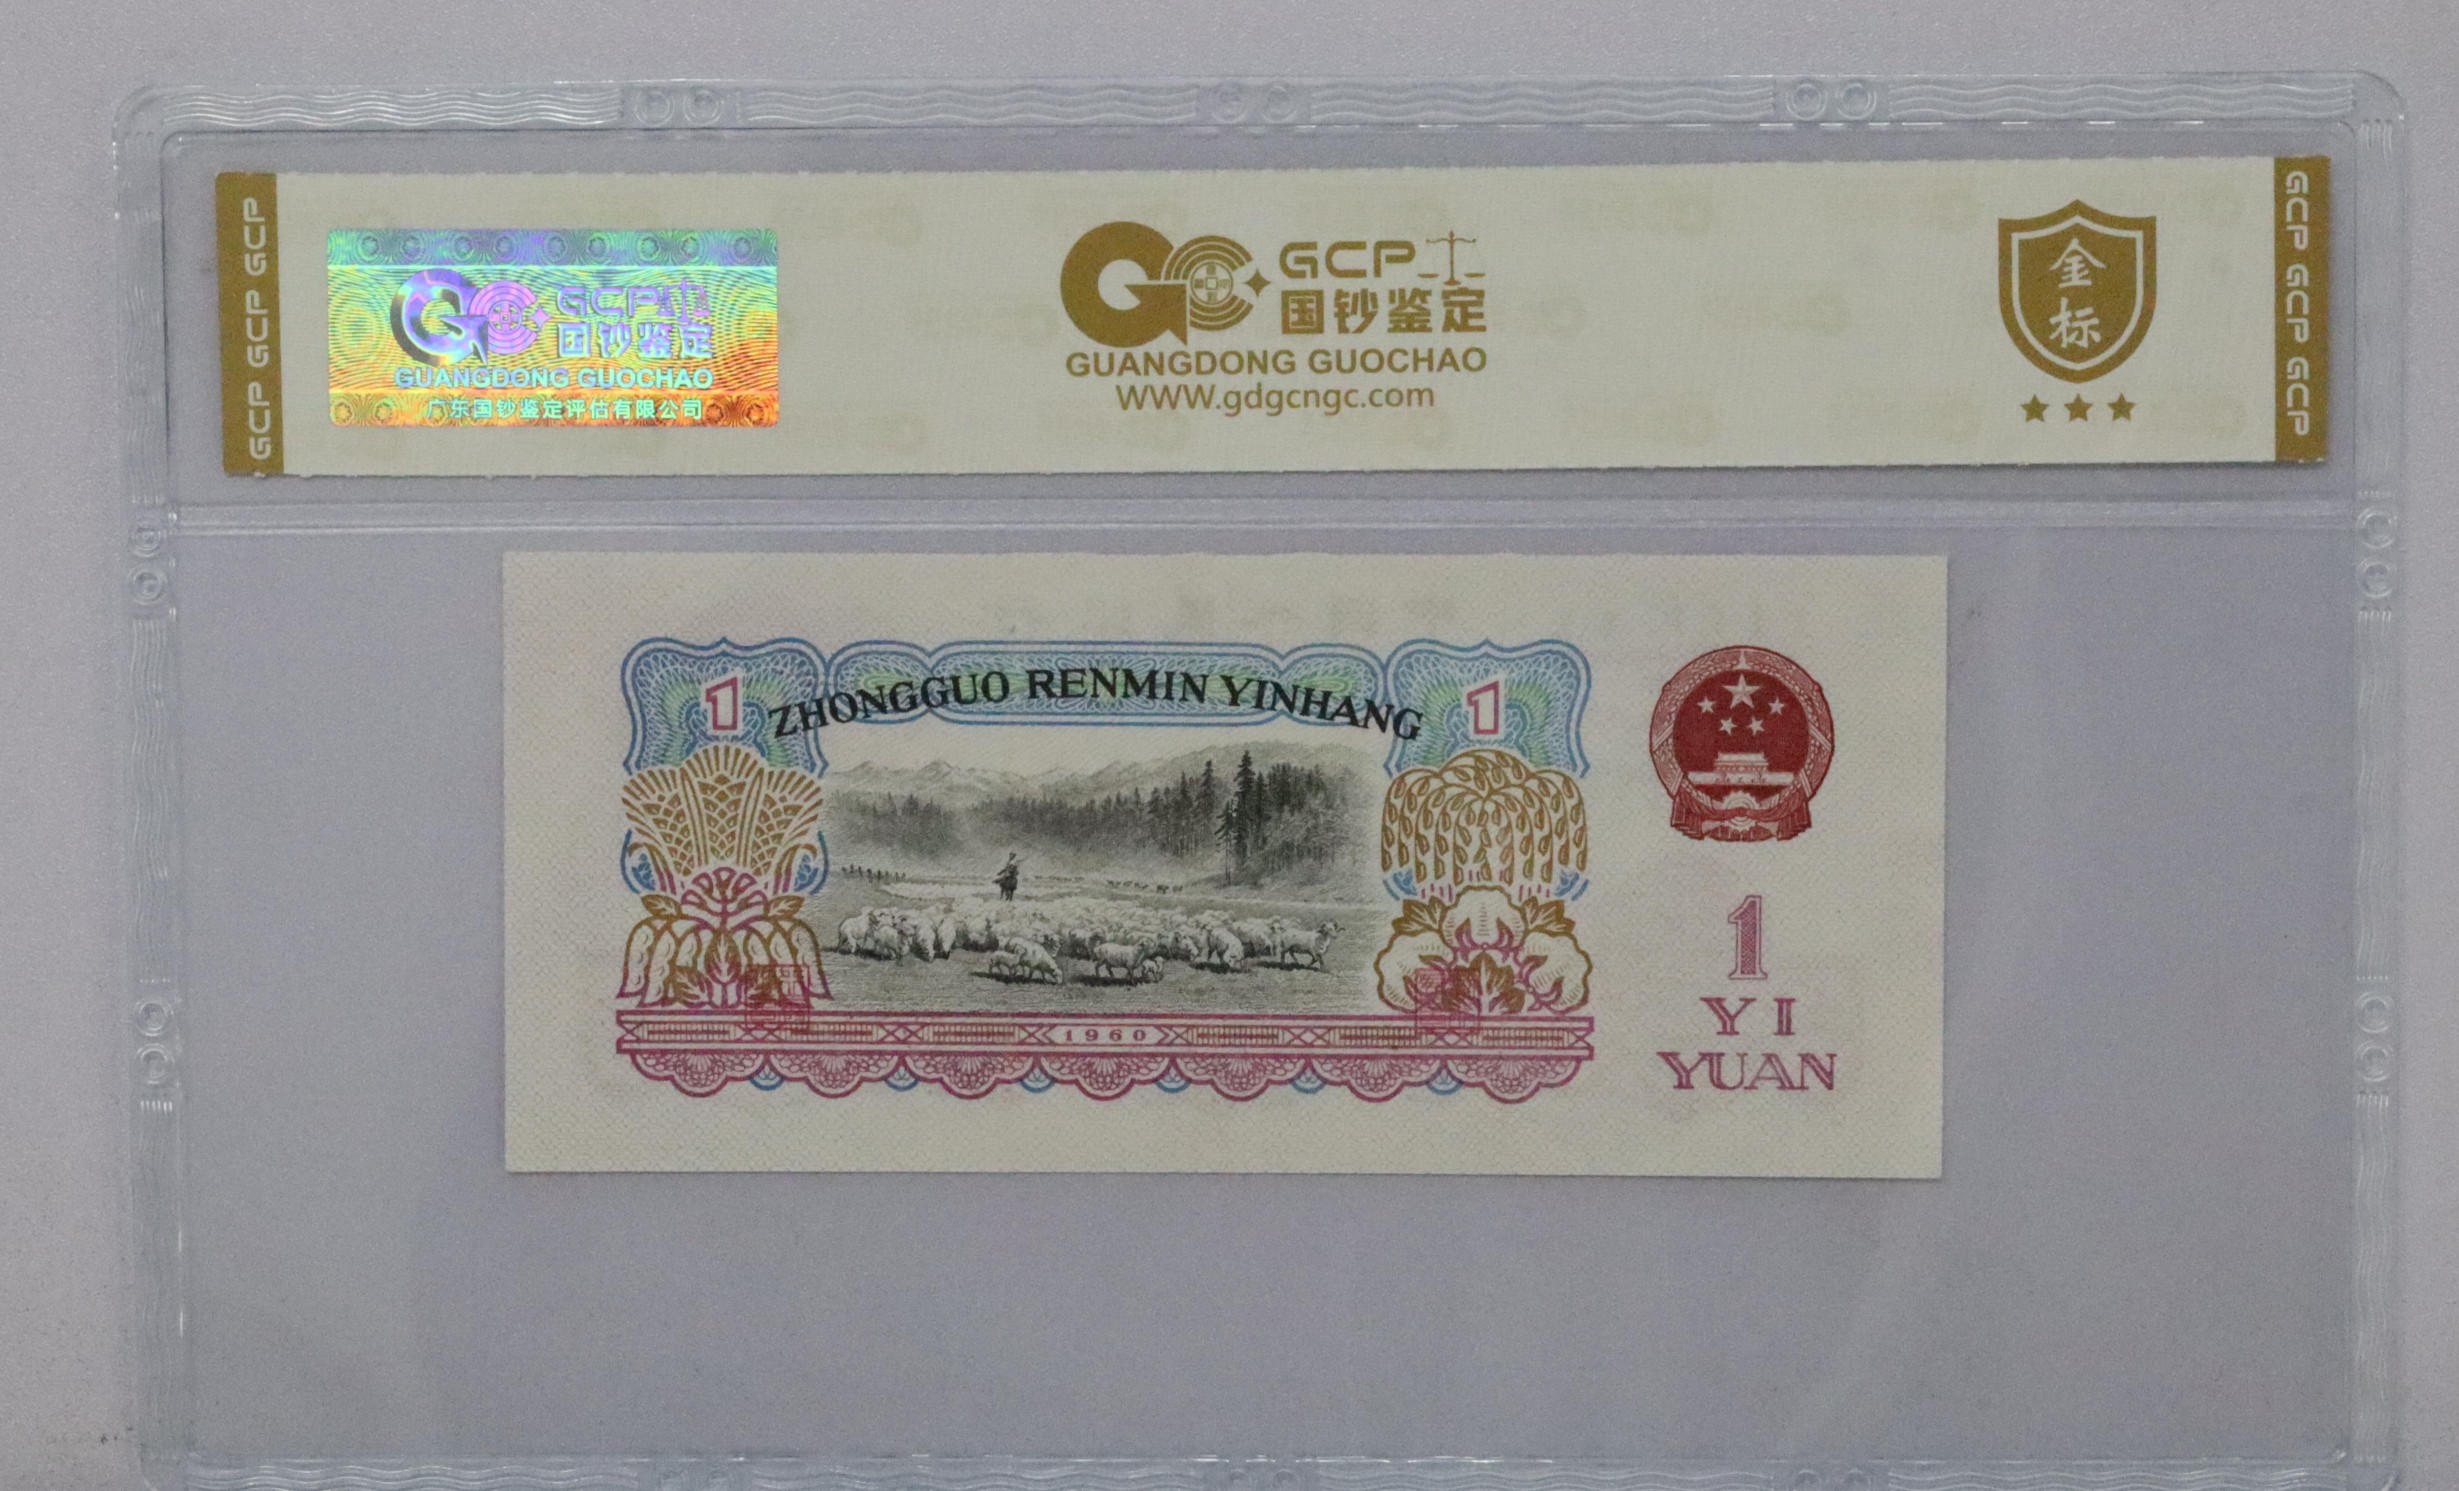 GCP GCP GCP
GCP
国钞鉴定
GUANGDONG GUOCHAO
广东国钞鉴定评估有限公司
GCP
国钞鉴定
GUANGDONG GUOCHAO
WWW.gdgcngc.com
金
标
GCP GCP GCP
1
ZHONGGUO RENMIN YINHANG
1
1960
1
YI
YUAN